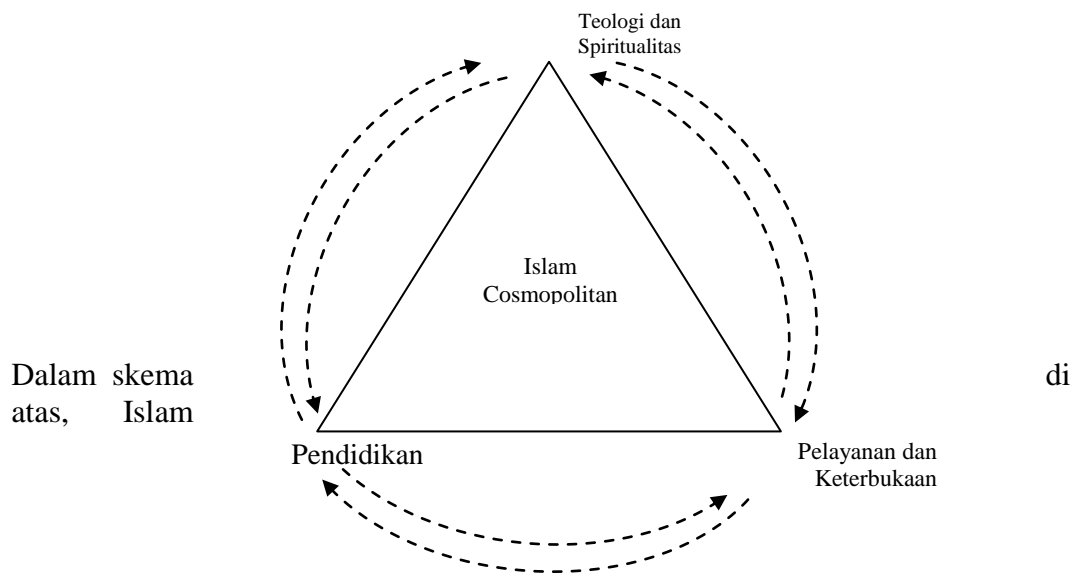 Teologi dan
Spiritualitas
Islam
Cosmopolitan
Dalam skema di
atas, Islam
Pendidikan
Pelayanan dan
Keterbukaan